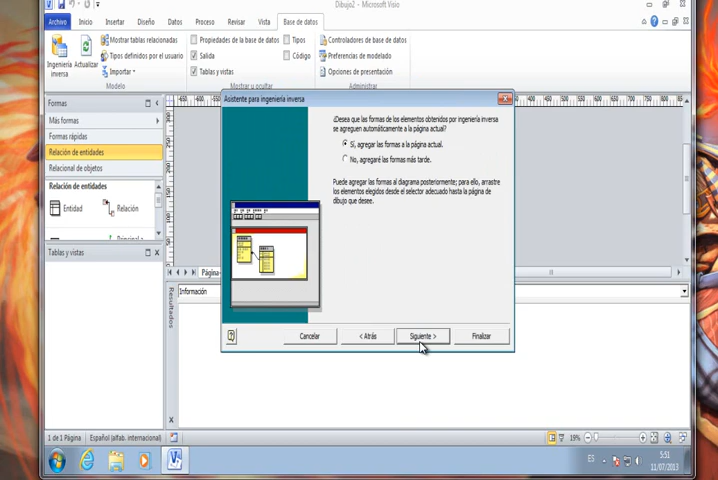 Dibujo2 - Microsoft Visio
Archivo Inicio Insertar Diseño Datos Proceso Revisar Vista Base de datos
Ingeniería inversa
Actualizar
Mostrar tablas relacionadas
Tipos definidos por el usuario
Importar
Modelo
Propiedades de la base de datos
Salida
Tablas y vistas
Tipos
Código
Mostrar u ocultar
Controladores de base de datos
Preferencias de modelado
Opciones de presentación
Administrar
Formas
Más formas
Formas rápidas
Relación de entidades
Relacional de objetos
Relación de entidades
Entidad
Relación
Tablas y vistas
Asistente para ingeniería inversa
¿Desea que las formas de los elementos obtenidos por ingeniería inversa
se agreguen automáticamente a la página actual?
Sí, agregar las formas a la página actual.
No, agregaré las formas más tarde.
Puede agregar las formas al diagrama posteriormente; para ello, arrastre
los elementos elegidos desde el selector adecuado hasta la página de
dibujo que desee.
Cancelar
< Atrás
Siguiente >
Finalizar
Página-
Información
Resultados
1 de 1 Página
Español (alfab. internacional)
19%
ES
5:51
11/07/2013